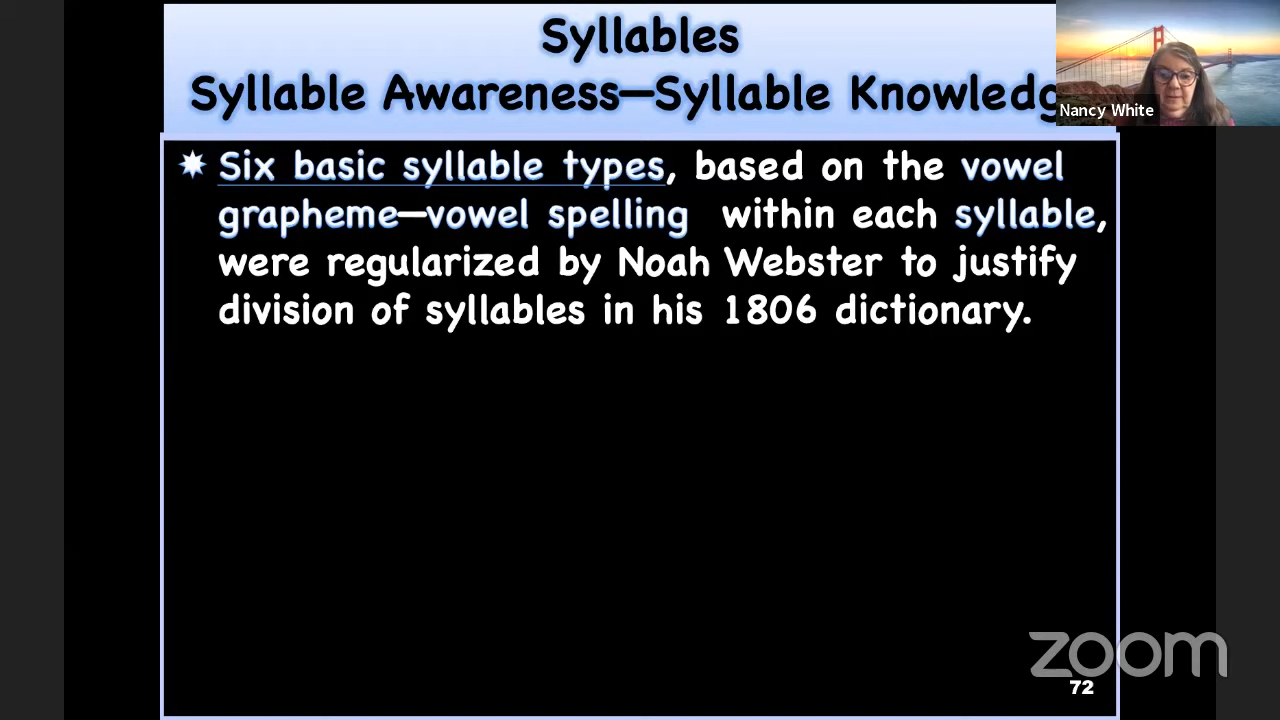 Syllables
Syllable Awareness—Syllable Knowledg
Nancy White
Six basic syllable types, based on the vowel
grapheme—vowel spelling within each syllable,
were regularized by Noah Webster to justify
division of syllables in his 1806 dictionary.
zoom
72